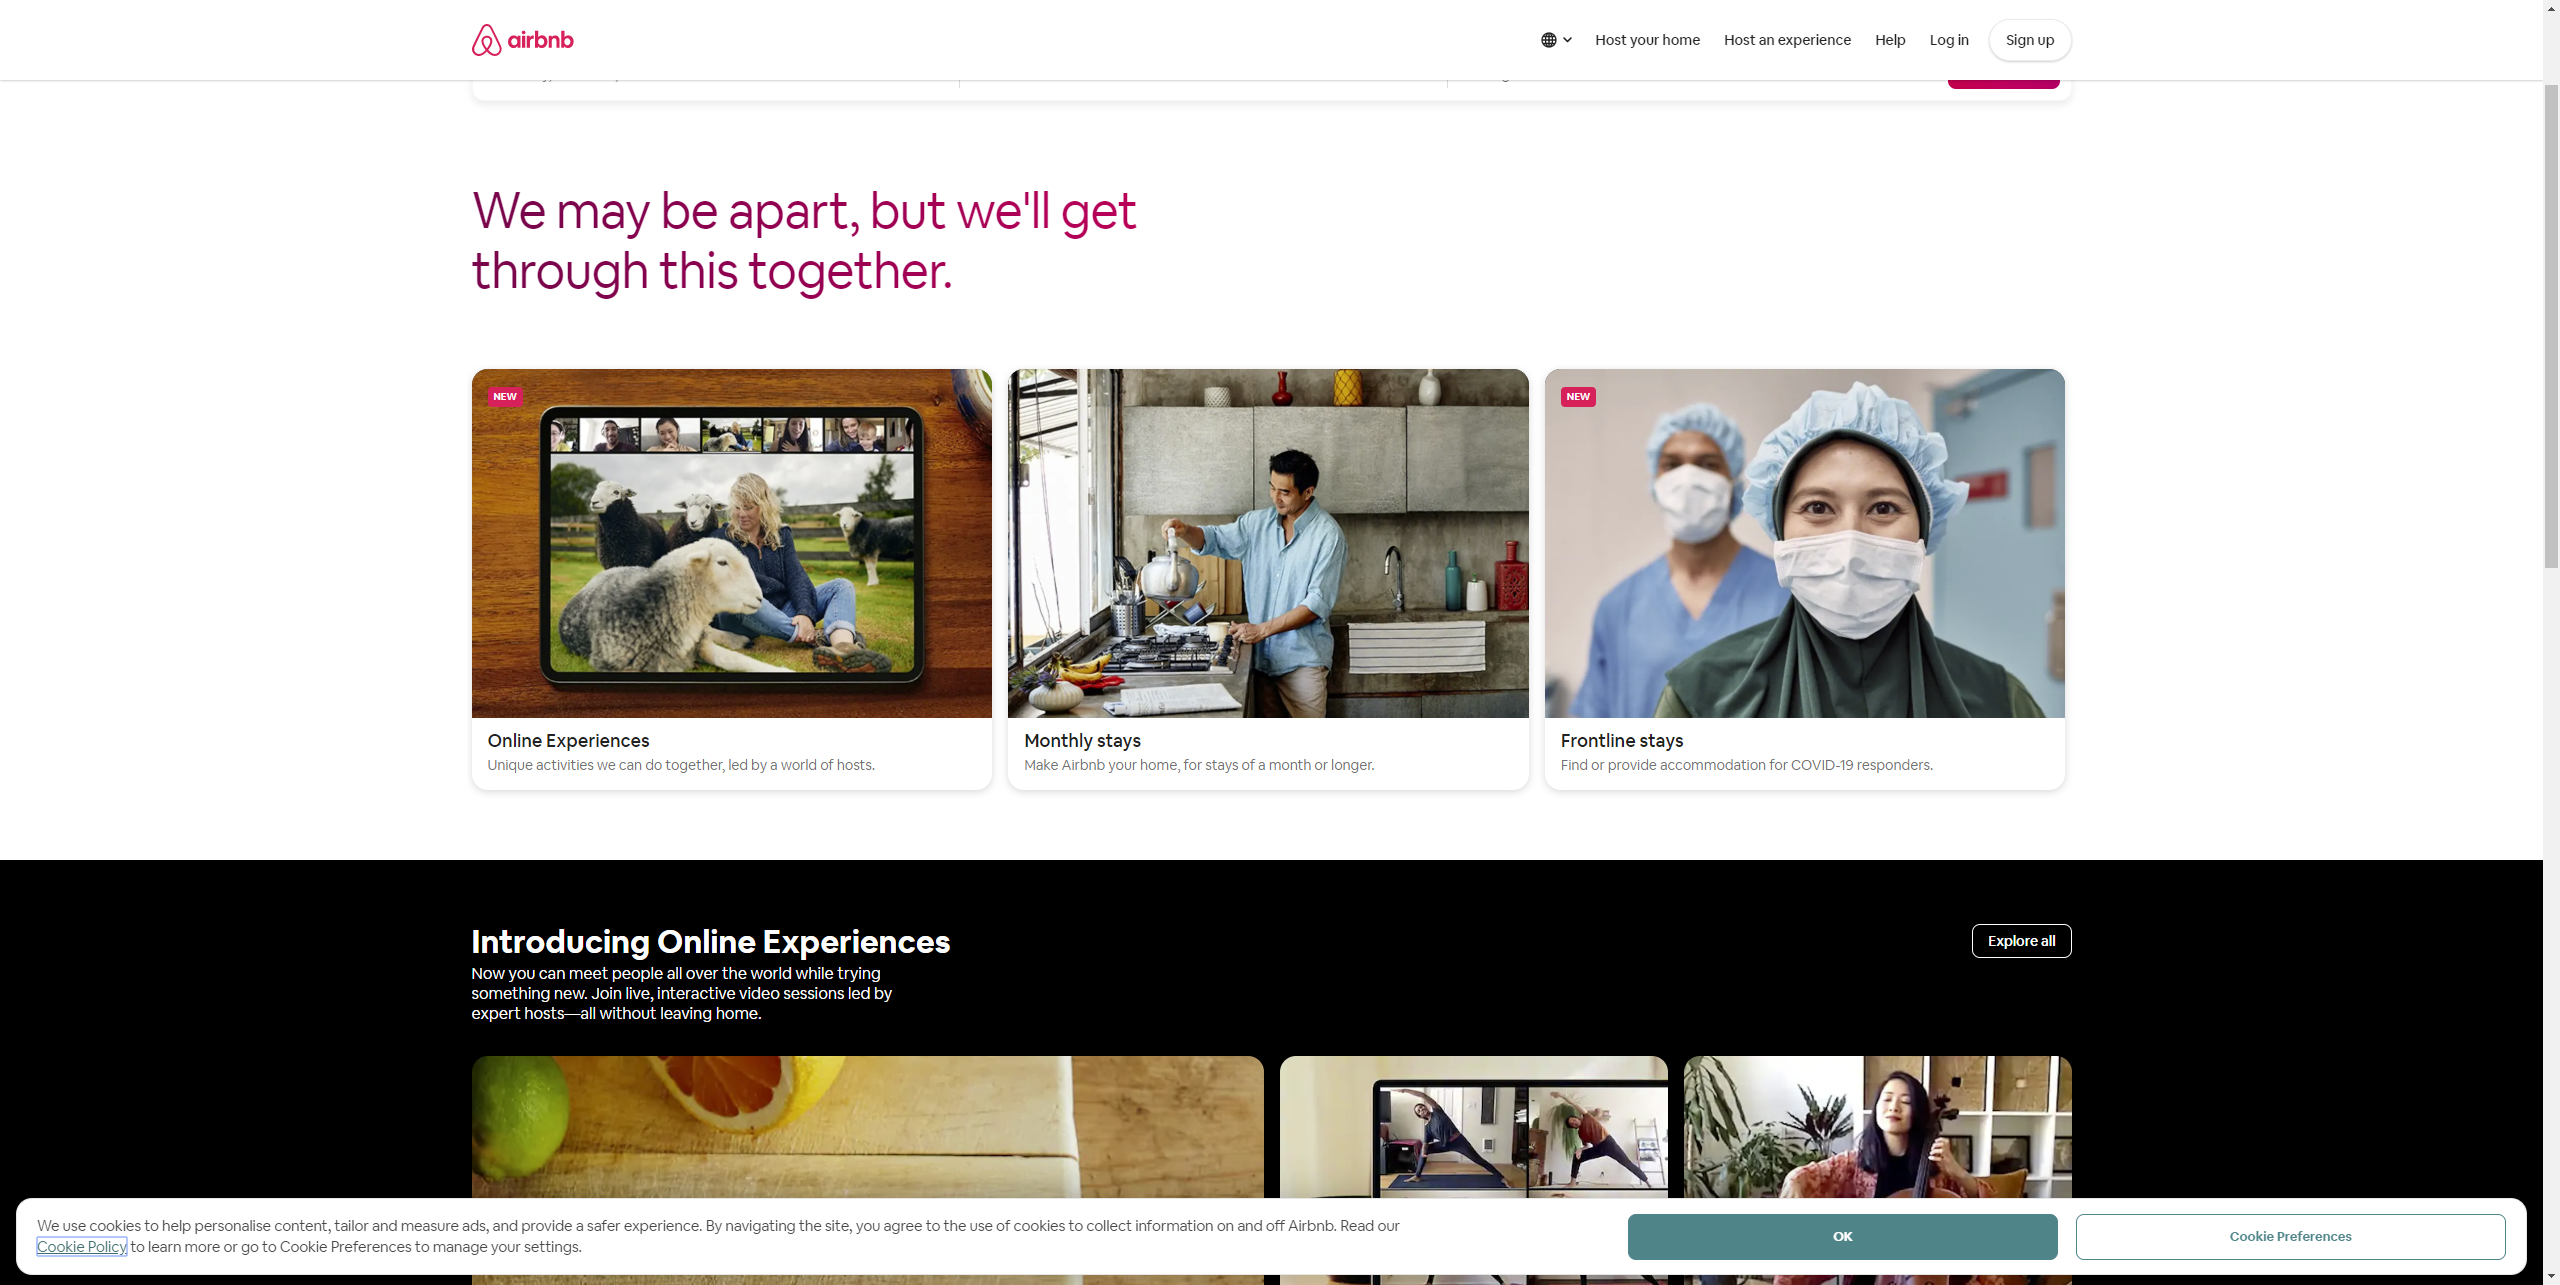 airbnb
Host your home
Host an experience
Help
Log in
Sign up
We may be apart, but we'll get
through this together.
NEW
NEW
Online Experiences
Unique activities we can do together, led by a world of hosts.
Monthly stays
Make Airbnb your home, for stays of a month or longer.
Frontline stays
Find or provide accommodation for COVID-19 responders.
Introducing Online Experiences
Explore all
Now you can meet people all over the world while trying
something new. Join live, interactive video sessions led by
expert hosts—all without leaving home.
We use cookies to help personalise content, tailor and measure ads, and provide a safer experience. By navigating the site, you agree to the use of cookies to collect information on and off Airbnb. Read our
Cookie Policy to learn more or go to Cookie Preferences to manage your settings.
OK
Cookie Preferences